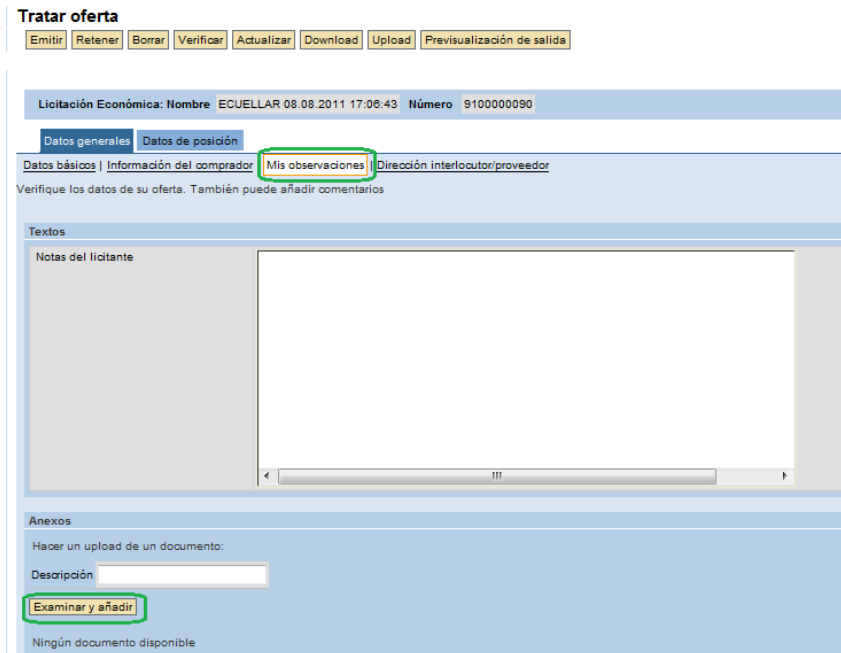 Tratar oferta
Emitir Retener Borrar Verificar Actualizar Download Upload Previsualización de salida
Licitación Económica: Nombre ECUELLAR 08.08.2011 17:06:43 Número 9100000090
Datos generales Datos de posición
Datos básicos | Información del comprador Mis observaciones | Dirección interlocutor/proveedor
Verifique los datos de su oferta. También puede añadir comentarios
Textos
Notas del licitante
Anexos
Hacer un upload de un documento:
Descripción
Examinar y añadir
Ningún documento disponible